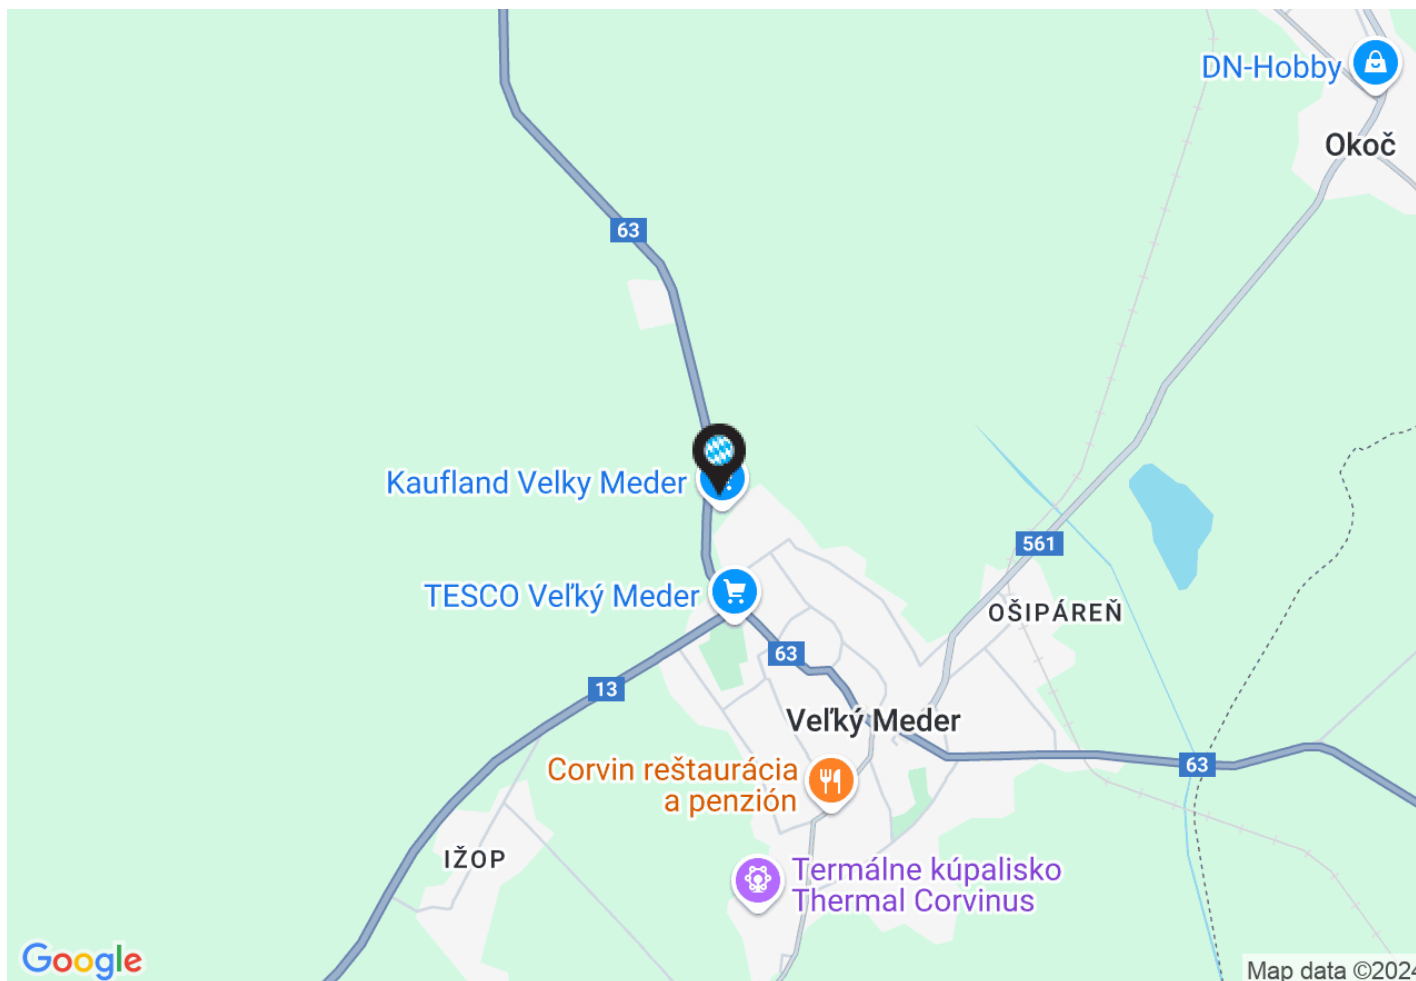 DN-Hobby
Okoč
63
Kaufland Velky Meder
561
TESCO Veľký Meder
OŠIPÁREŇ
63
13
Veľký Meder
63
Corvin reštaurácia
a penzión
IŽOP
Termálne kúpalisko
Thermal Corvinus
Google
Map data ©2024